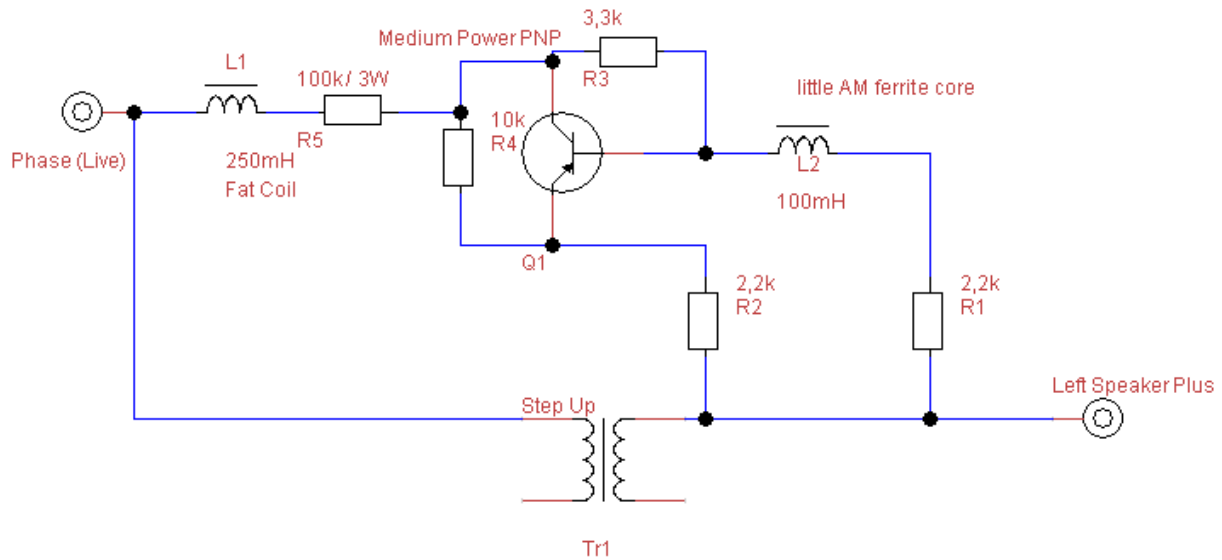 3,3k
Medium Power PNP
R3
L1
100k/ 3W
little AM ferrite core
10k
R4
R5
Phase (Live)
250mH
Fat Coil
L2
100mH
Q1
2,2k
R2
2,2k
R1
Left Speaker Plus
Step Up
Tr1